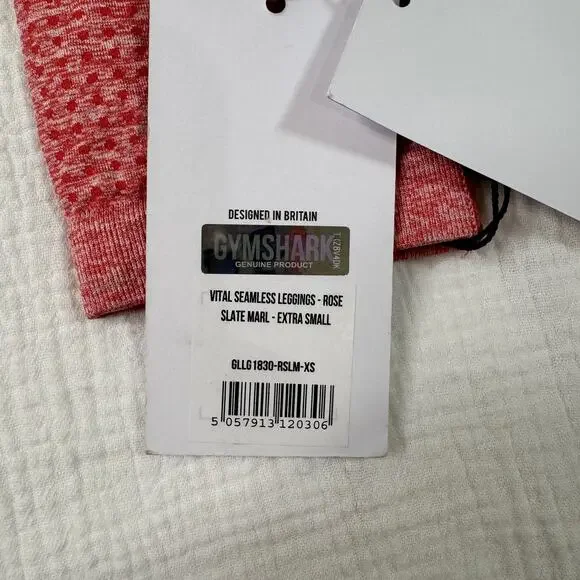 DESIGNED IN BRITAIN
GYMSHARK
GENUINE PRODUCT
VITAL SEAMLESS LEGGINGS - ROSE
SLATE MARL - EXTRA SMALL
GLLG1830-RSLM-XS
5 057913 120306